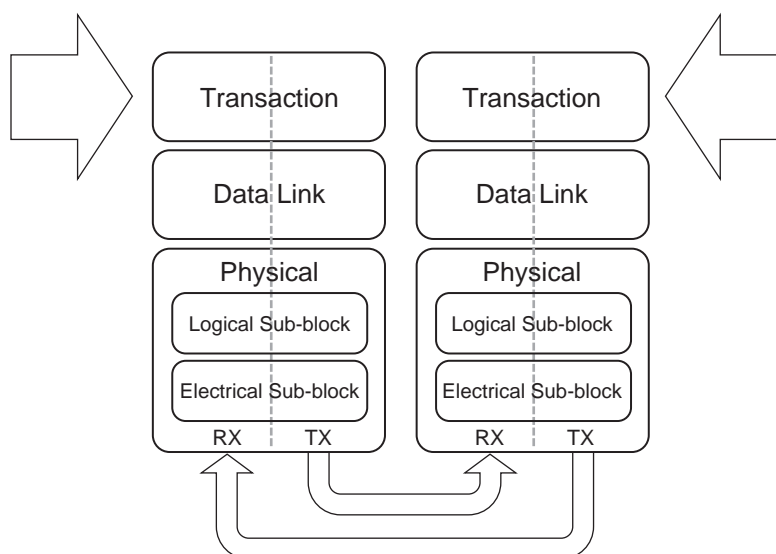 Transaction
Transaction
Data Link
Data Link
Physical
Physical
Logical Sub-block
Logical Sub-block
Electrical Sub-block
Electrical Sub-block
RX
TX
RX
TX